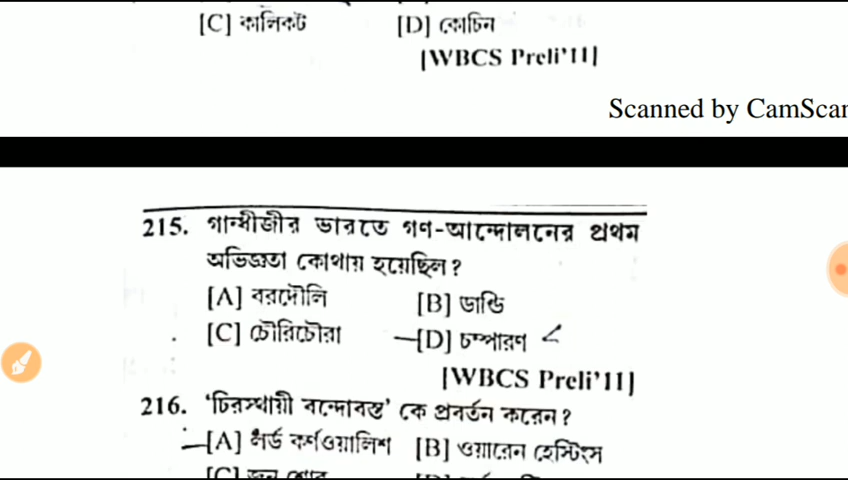 [C] কালিকট [D] কোচিন
[WBCS Preli'11]
Scanned by CamScan
215. গান্ধীজীর ভারতে গণ-আন্দোলনের প্রথম
অভিজ্ঞতা কোথায় হয়েছিল?
[A] বরদৌলি [B] ডান্ডি
[C] চৌরিচৌরা [D] চম্পারণ
[WBCS Preli'11]
216. ‘চিরস্থায়ী বন্দোবস্ত’ কে প্রবর্তন করেন?
[A] লর্ড কর্ণওয়ালিশ [B] ওয়ারেন হেস্টিংস